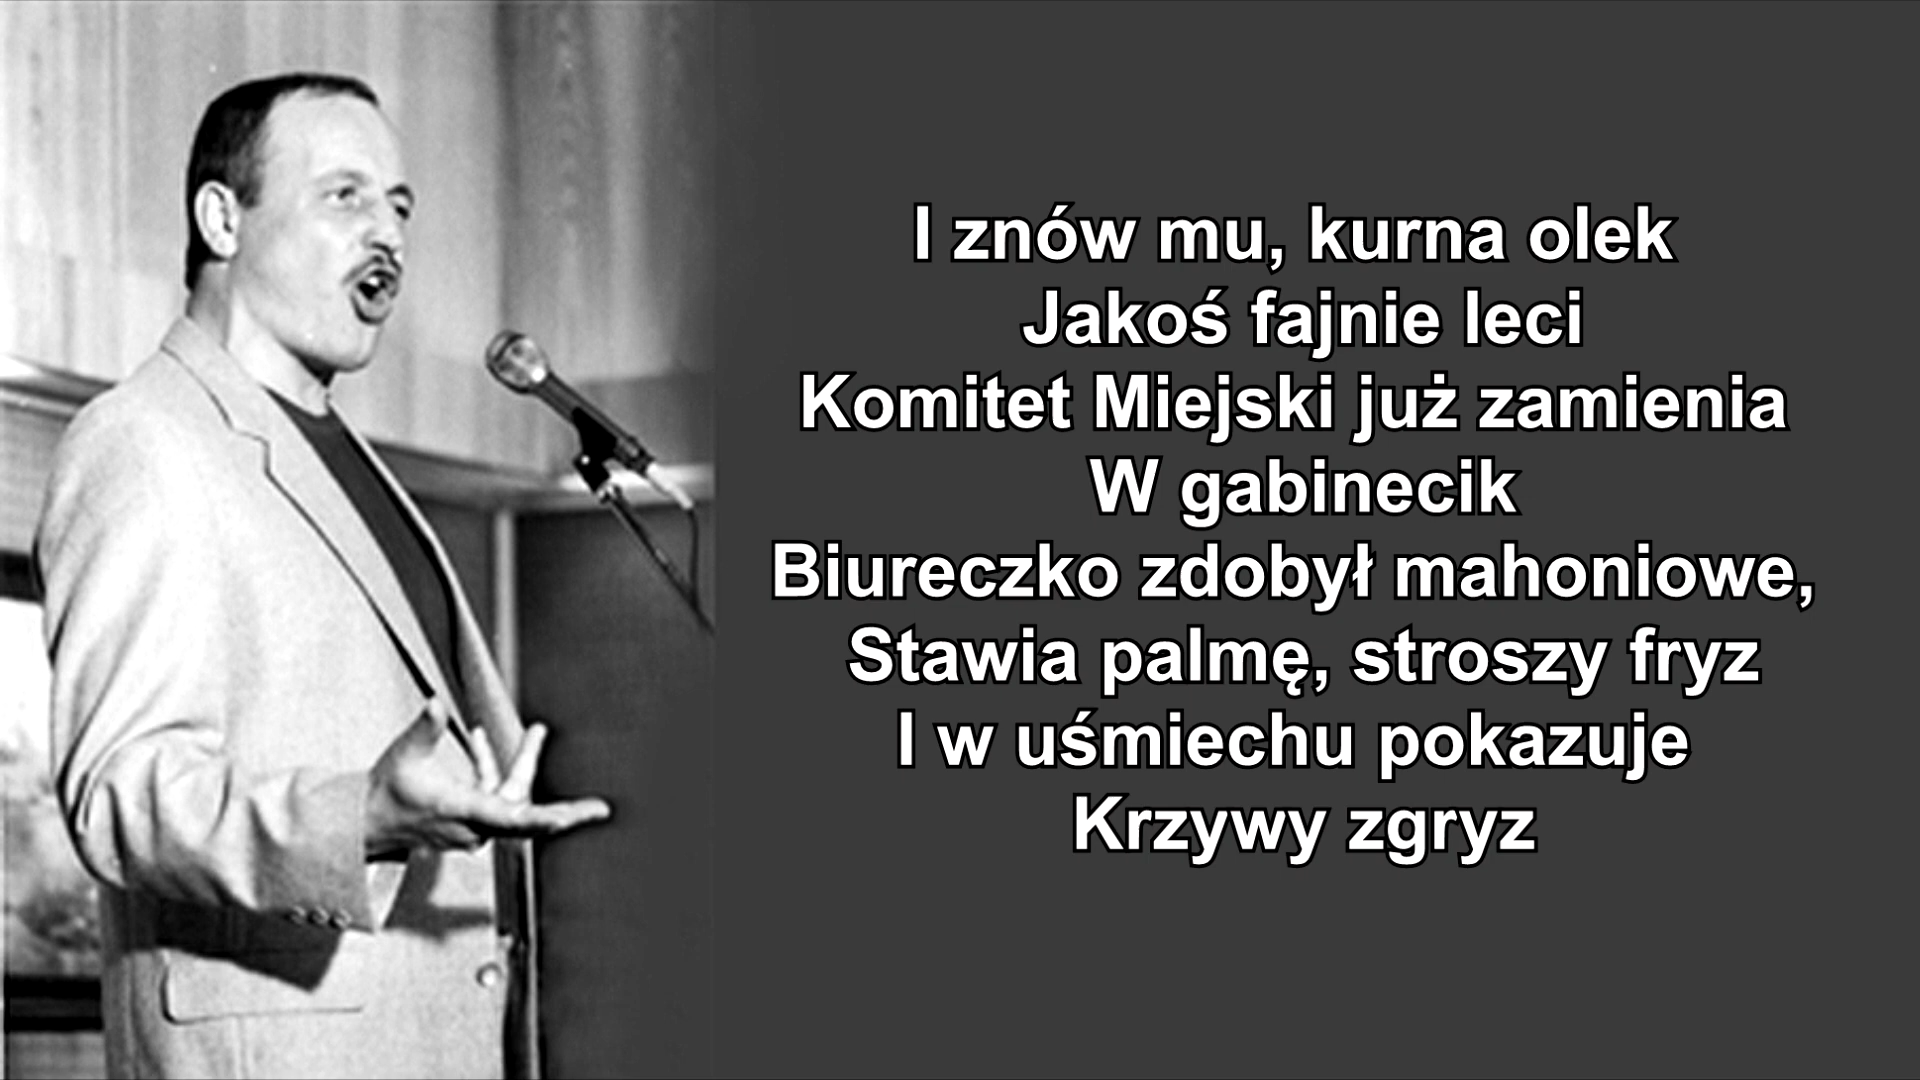 I znów mu, kurna olek
Jakoś fajnie leci
Komitet Miejski już zamienia
W gabinecik
Biureczko zdobył mahoniowe,
Stawia palmę, stroszy fryz
I w uśmiechu pokazuje
Krzywy zgryz